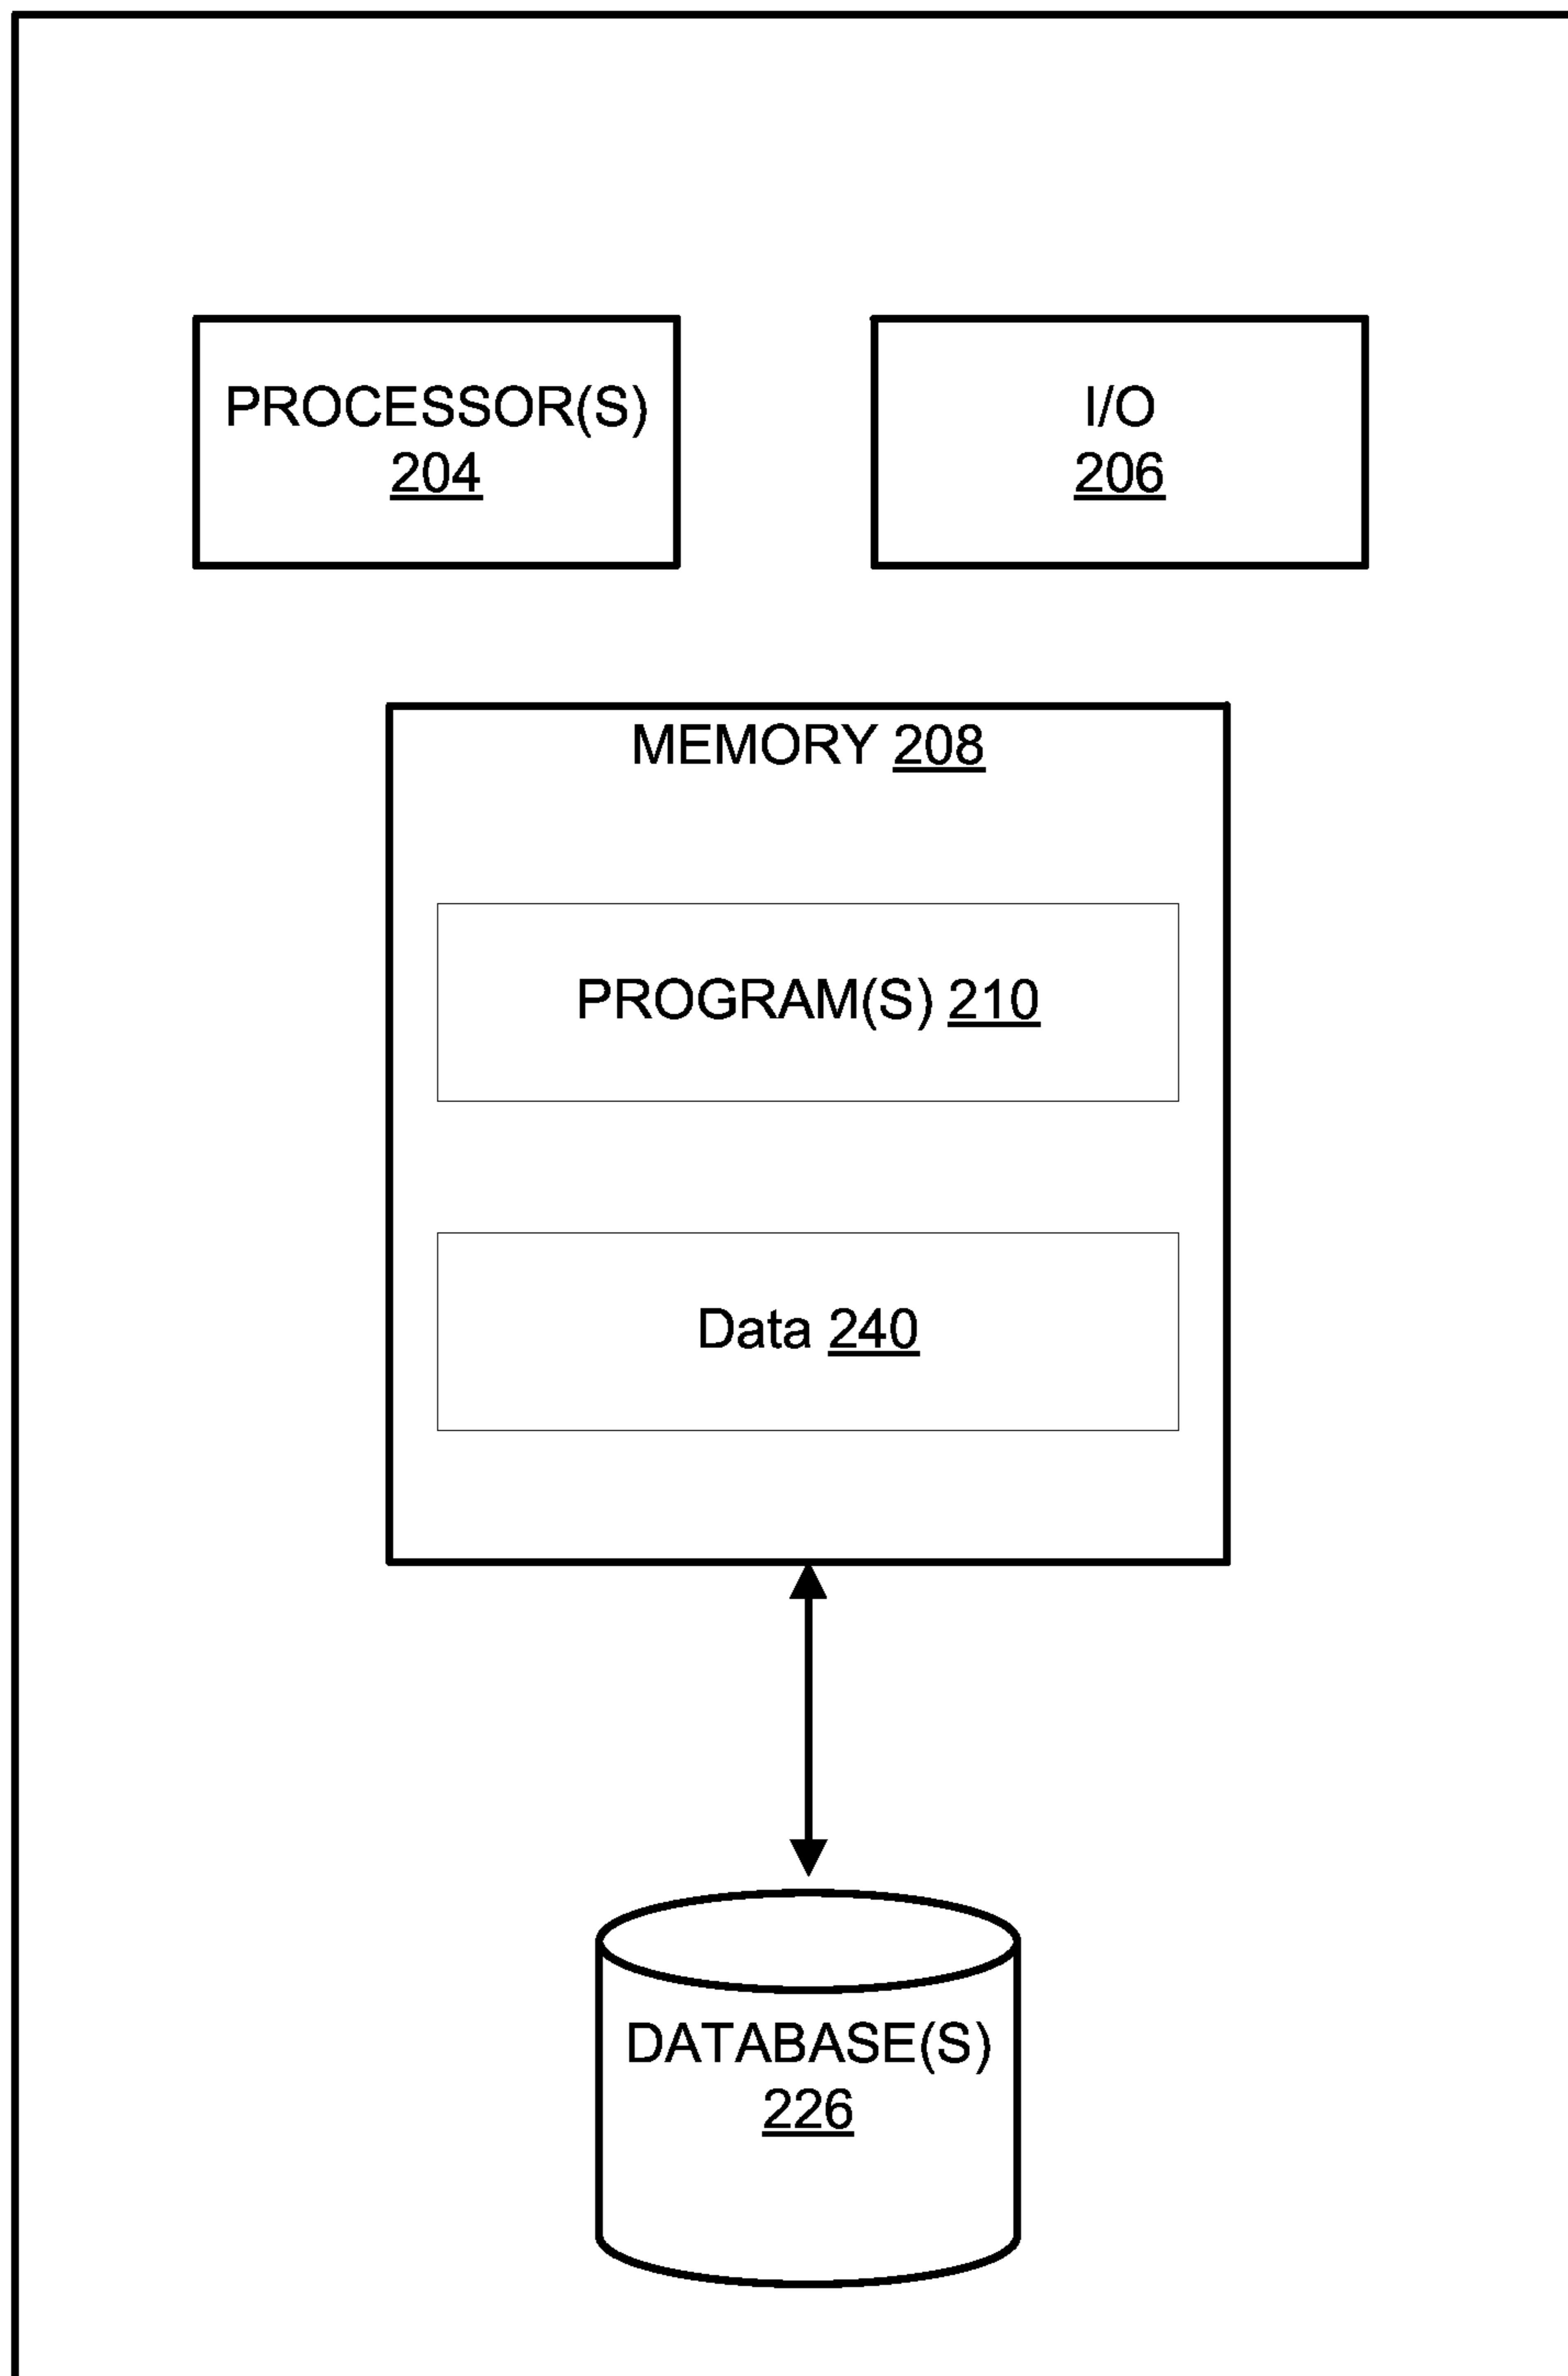 PROCESSOR(S)
204
I/O
206
MEMORY 208
PROGRAM(S) 210
Data 240
DATABASE(S)
226